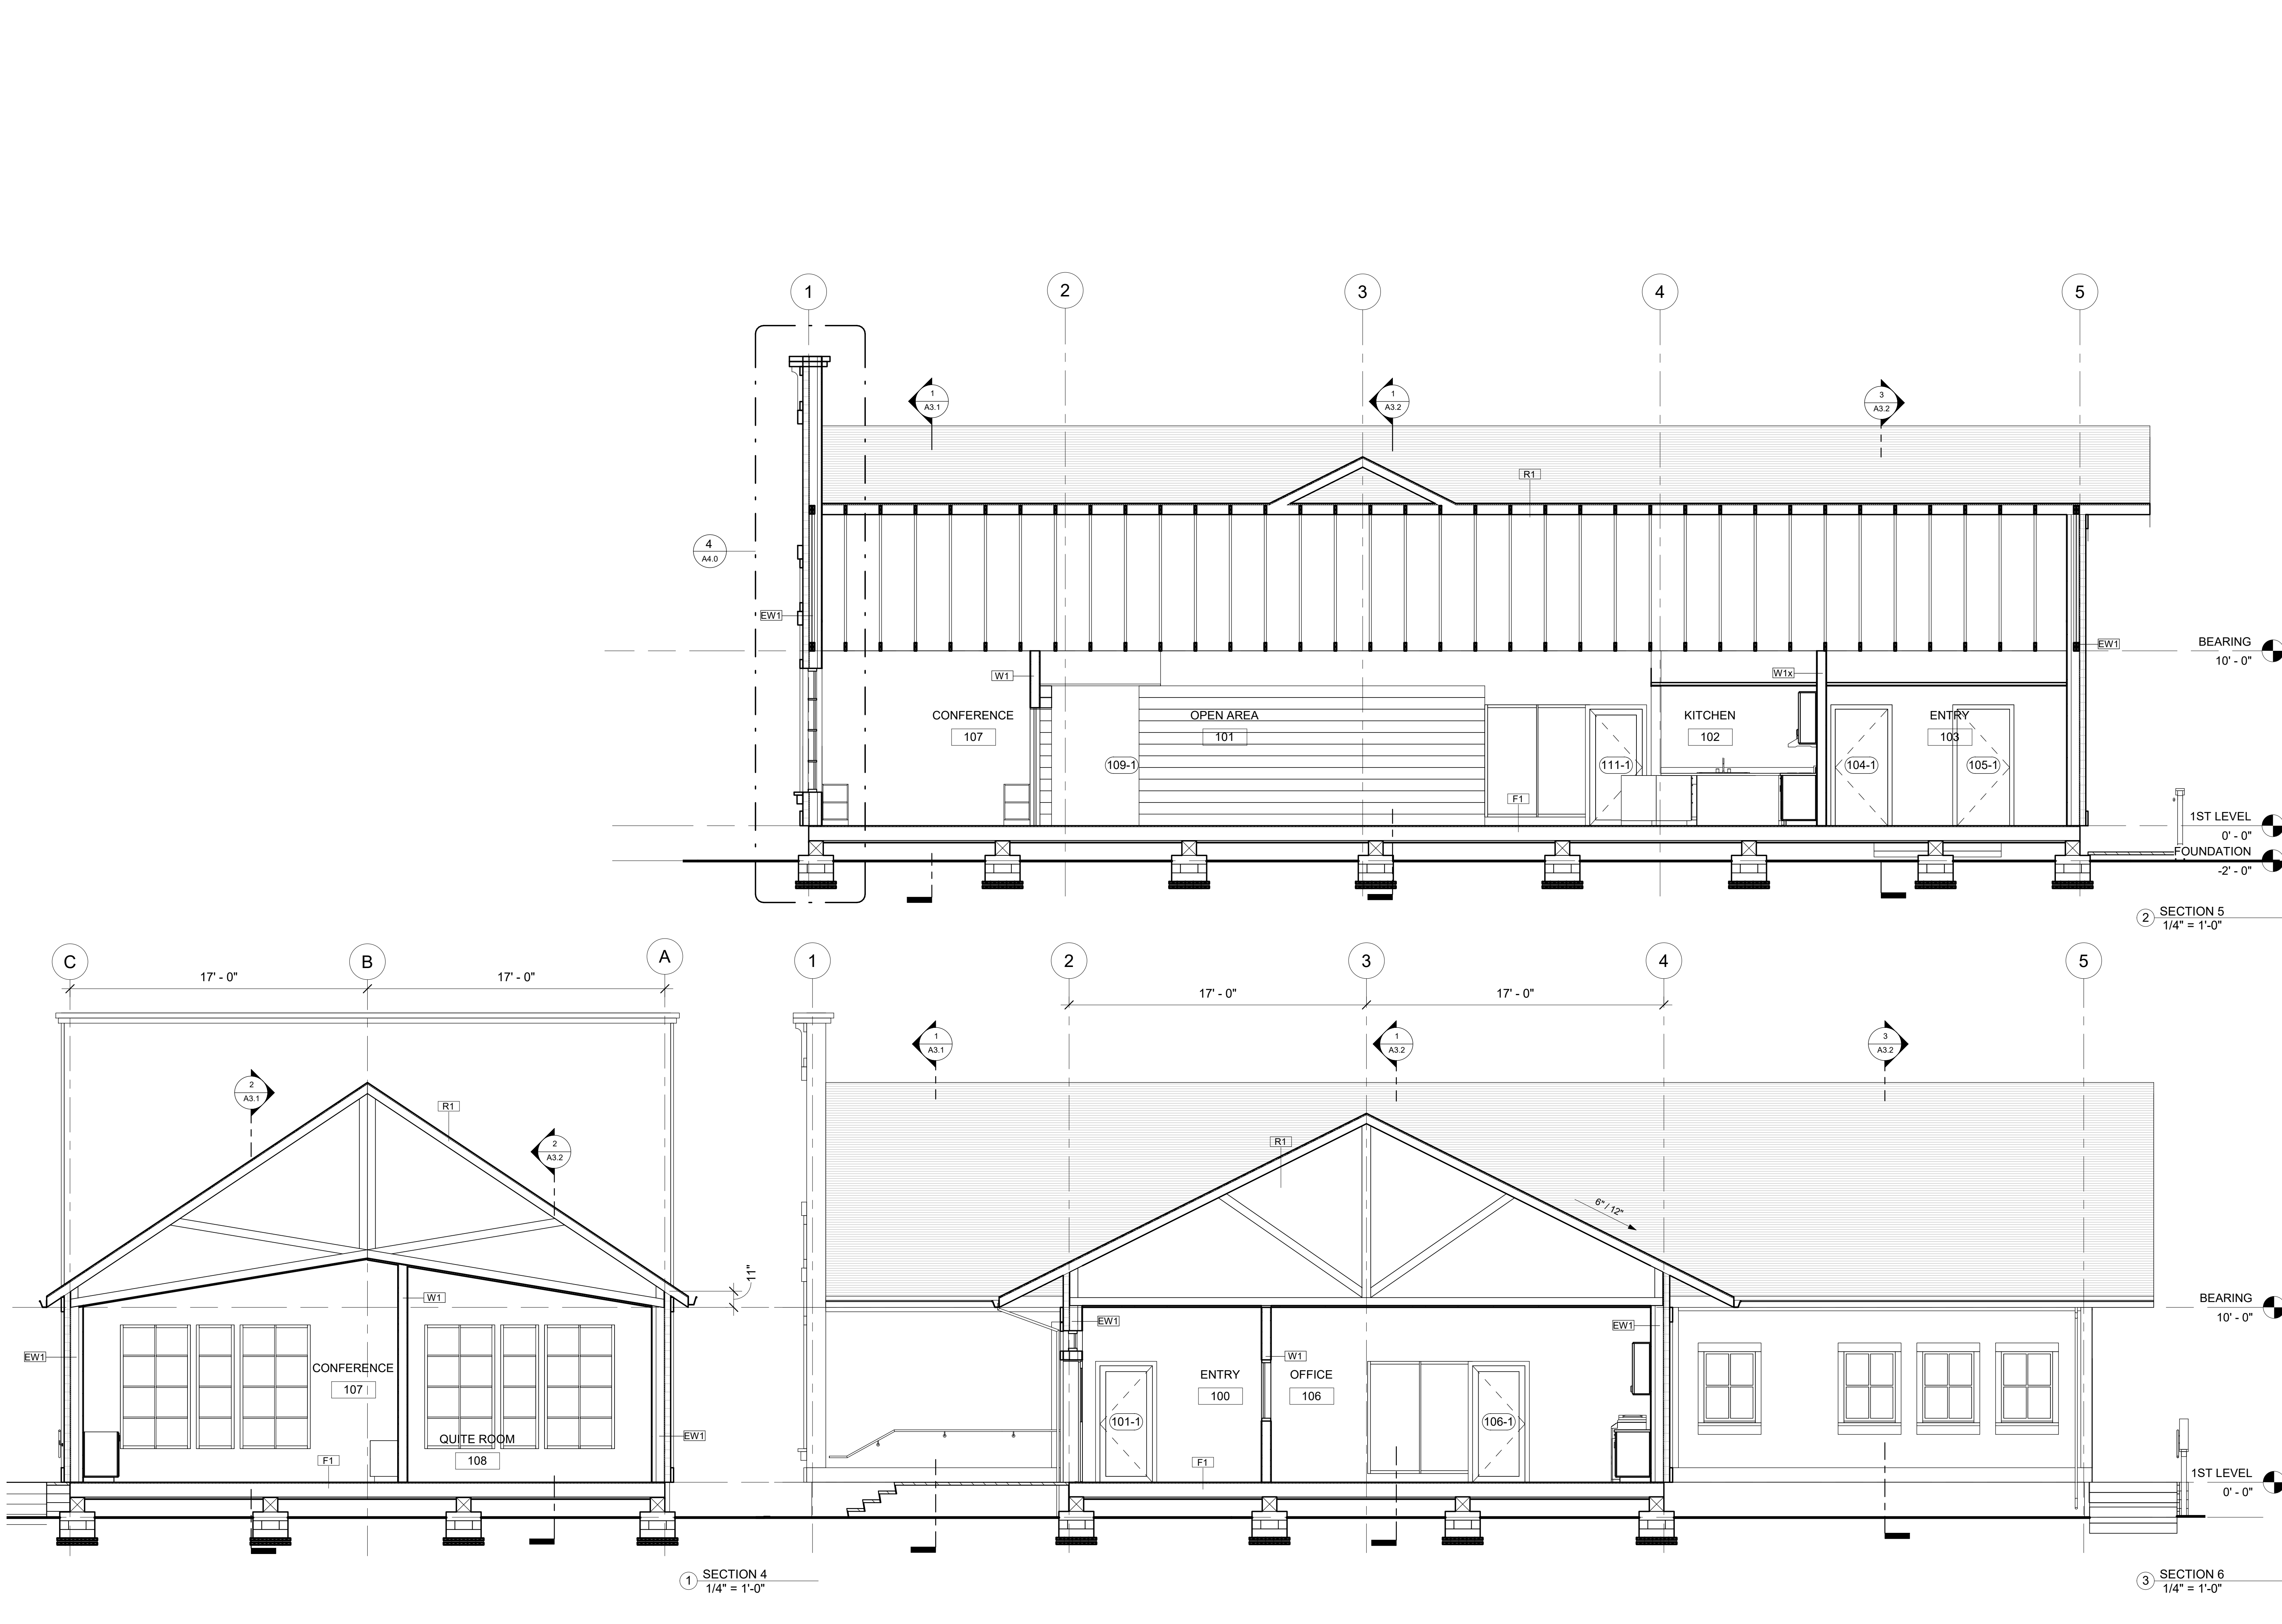 1
2
3
4
5
1
A3.1
1
A3.2
3
A3.2
R1
4
A4.0
EW1
EW1
BEARING
10' - 0"
W1
W1x
CONFERENCE
107
OPEN AREA
101
KITCHEN
102
ENTRY
103
109-1
111-1
104-1
105-1
F1
1ST LEVEL
0' - 0"
FOUNDATION
-2' - 0"
2
SECTION 5
1/4" = 1'-0"
C
B
A
17' - 0"
17' - 0"
2
A3.1
R1
2
A3.2
11"
W1
EW1
CONFERENCE
107
QUITE ROOM
108
EW1
F1
1
SECTION 4
1/4" = 1'-0"
1
2
3
4
5
17' - 0"
17' - 0"
1
A3.1
1
A3.2
3
A3.2
R1
6" / 12"
BEARING
10' - 0"
EW1
EW1
W1
ENTRY
100
OFFICE
106
101-1
106-1
F1
1ST LEVEL
0' - 0"
3
SECTION 6
1/4" = 1'-0"